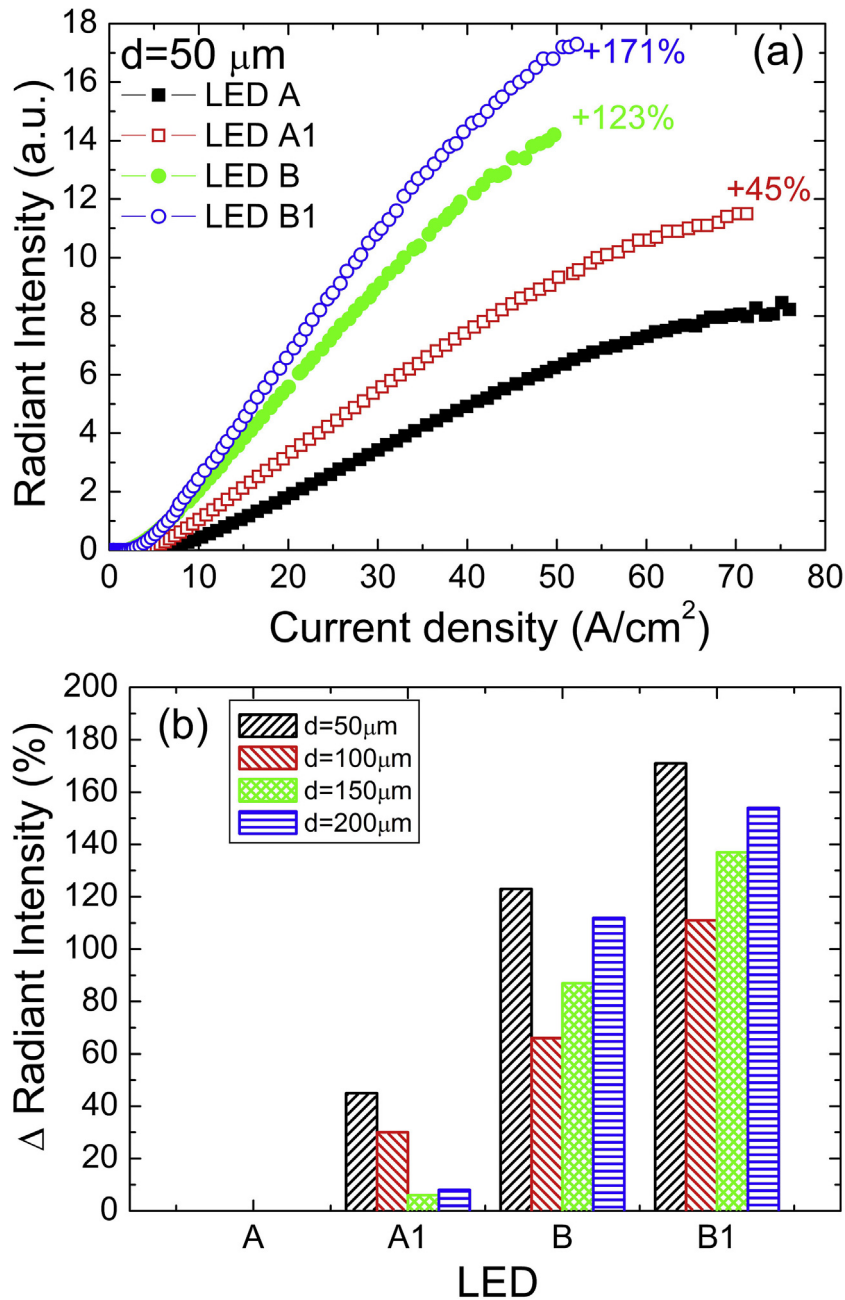 18
16
14
12
10
8
6
4
2
0
Radiant Intensity (a.u.)
d=50 μm
LED A
LED A1
LED B
LED B1
(a)
+171%
+123%
+45%
0 10 20 30 40 50 60 70 80
Current density (A/cm²)
200
180
160
140
120
100
80
60
40
20
0
Δ Radiant Intensity (%)
(b)
d=50μm
d=100μm
d=150μm
d=200μm
A A1 B B1
LED